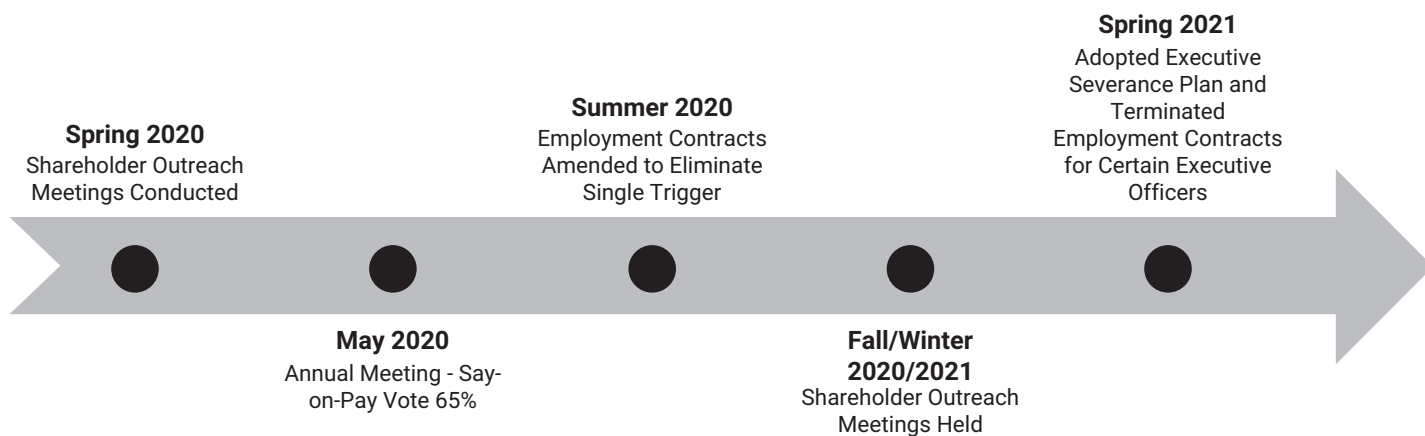 Spring 2020
Shareholder Outreach
Meetings Conducted
May 2020
Annual Meeting - Say-
on-Pay Vote 65%
Summer 2020
Employment Contracts
Amended to Eliminate
Single Trigger
Fall/Winter
2020/2021
Shareholder Outreach
Meetings Held
Spring 2021
Adopted Executive
Severance Plan and
Terminated
Employment Contracts
for Certain Executive
Officers